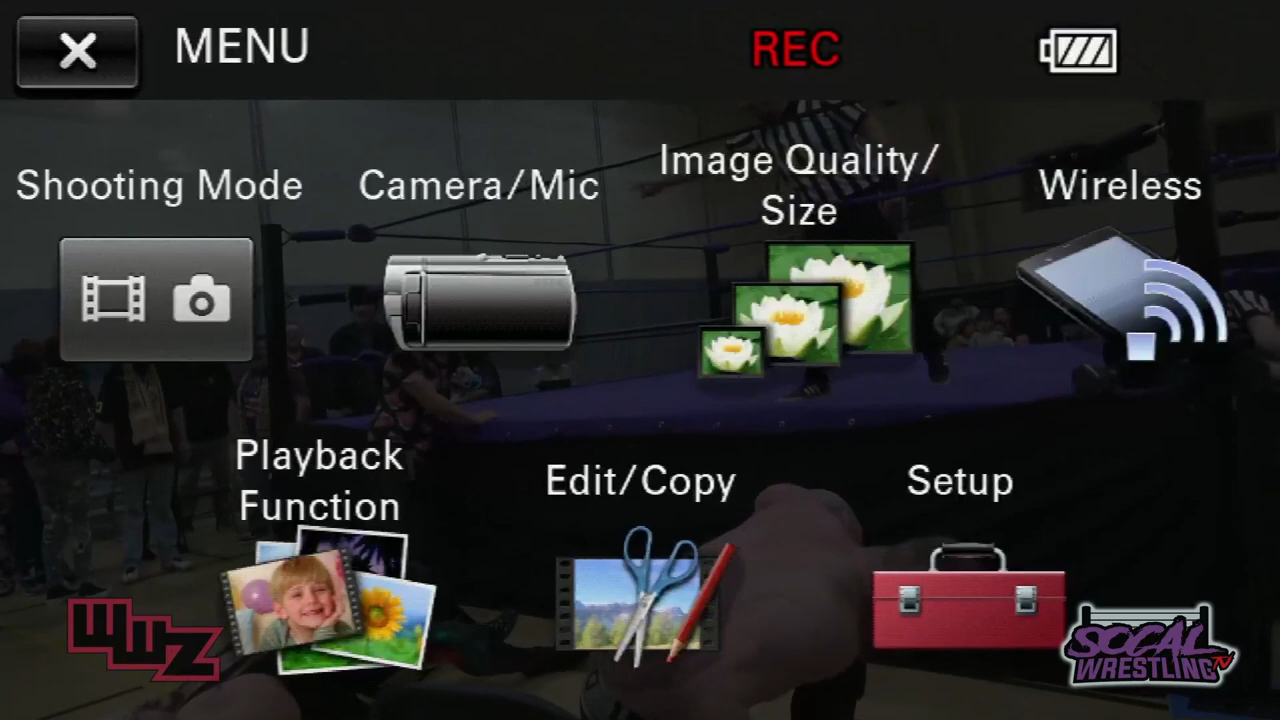 MENU
REC
Shooting Mode
Camera/Mic
Image Quality/
Size
Wireless
Playback
Function
Edit/Copy
Setup
WWZ
SOCAL
WRESTLING TV